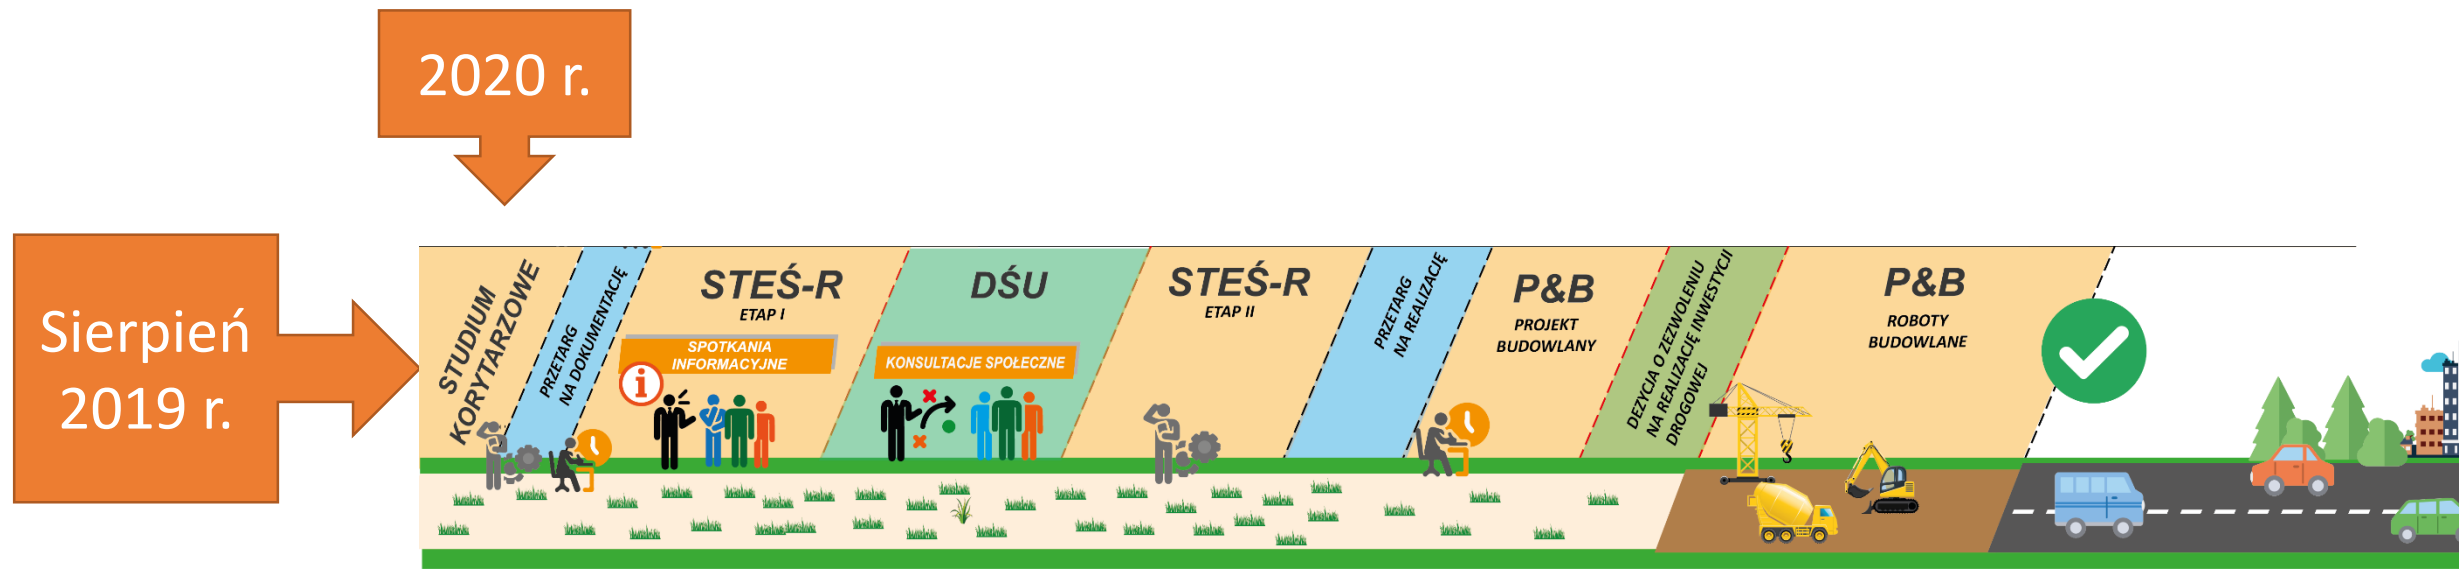 2020 r.
Sierpień
2019 r.
STUDIUM
KORYTARZOWE
PRZETARG
NA DOKUMENTACJĘ
STEŚ-R
ETAP I
SPOTKANIA
INFORMACYJNE
i
DŚU
KONSULTACJE SPOŁECZNE
STEŚ-R
ETAP II
PRZETARG
NA REALIZACJĘ
P&B
PROJEKT
BUDOWLANY
DEZYCJA O ZEZWOLENIU
NA REALIZACJĘ INWESTYCJI
DROGOWEJ
P&B
ROBOTY
BUDOWLANE